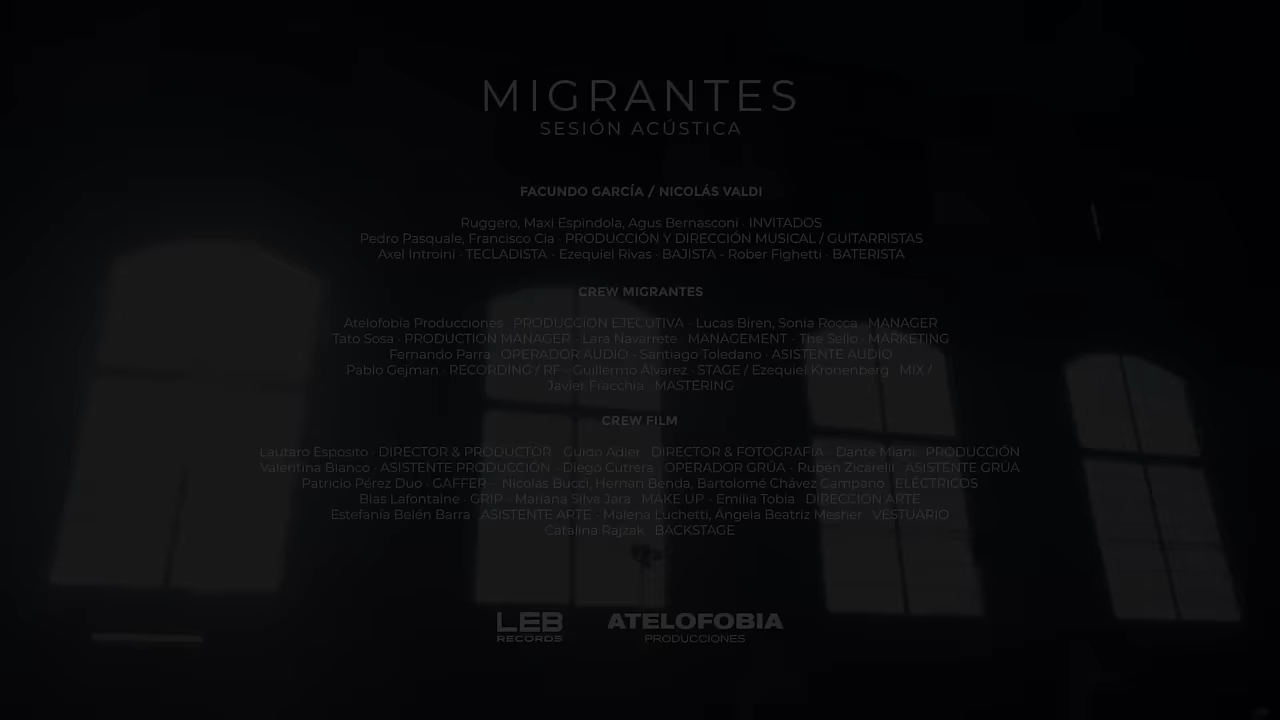 MIGRANTES
SESIÓN ACÚSTICA
FACUNDO GARCÍA / NICOLÁS VALDI
Ruggero, Maxi Espindola, Agus Bernasconi · INVITADOS
Pedro Pasquale, Francisco Cia · PRODUCCIÓN Y DIRECCIÓN MUSICAL / GUITARRISTAS
Axel Introini · TECLADISTA - Ezequiel Rivas · BAJISTA - Rober Fighetti · BATERISTA
CREW MIGRANTES
Atelofobia Producciones · PRODUCCIÓN EJECUTIVA - Lucas Biren, Sonia Rocca · MANAGER
Tato Sosa · PRODUCTION MANAGER - Lara Navarrete · MANAGEMENT - The Sello · MARKETING
Fernando Parra · OPERADOR AUDIO - Santiago Toledano · ASISTENTE AUDIO
Pablo Gejman · RECORDING / RF - Guillermo Álvarez · STAGE / Ezequiel Kronenberg · MIX /
Javier Fracchia · MASTERING
CREW FILM
Lautaro Esposito · DIRECTOR & PRODUCTOR - Guido Adler · DIRECTOR & FOTOGRAFÍA - Dante Miani · PRODUCCIÓN
Valentina Bianco · ASISTENTE PRODUCCIÓN - Diego Cutrera · OPERADOR GRÚA - Rubén Zicarelli · ASISTENTE GRÚA
Patricio Pérez Duo · GAFFER - Nicolas Bucci, Hernan Benda, Bartolomé Chávez Campano · ELÉCTRICOS
Blas Lafontaine · GRIP - Mariana Silva Jara · MAKE UP - Emilia Tobia · DIRECCIÓN ARTE
Estefanía Belén Barra · ASISTENTE ARTE - Malena Luchetti, Ángela Beatriz Mesher · VESTUARIO
Catalina Rajzak · BACKSTAGE
LEB
RECORDS
ATELOFOBIA
PRODUCCIONES